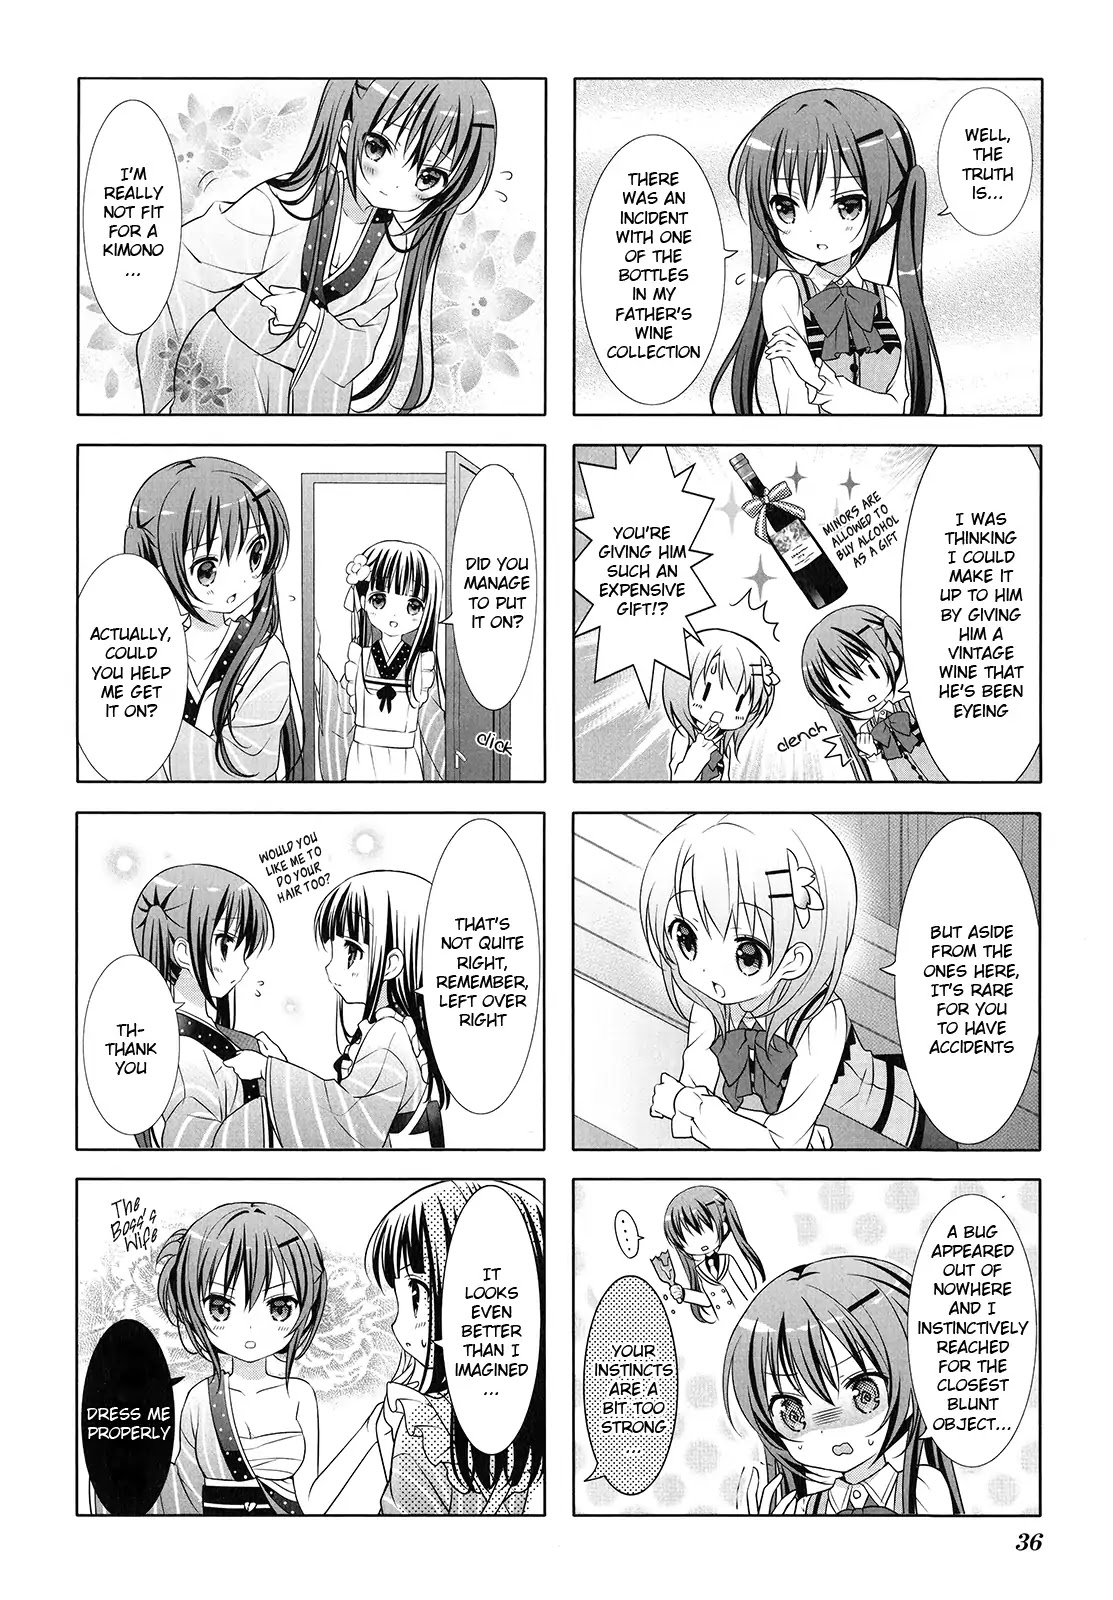 WELL,
THE
TRUTH
IS...
THERE
WAS AN
INCIDENT
WITH ONE
OF THE
BOTTLES
IN MY
FATHER'S
WINE
COLLECTION
I WAS
THINKING
I COULD
MAKE IT
UP TO HIM
BY GIVING
HIM A
VINTAGE
WINE THAT
HE'S BEEN
EYEING
MINORS ARE
ALLOWED TO
BUY ALCOHOL
AS A GIFT
YOU'RE
GIVING HIM
SUCH AN
EXPENSIVE
GIFT!?
clench
BUT ASIDE
FROM THE
ONES HERE,
IT'S RARE
FOR YOU
TO HAVE
ACCIDENTS
A BUG
APPEARED
OUT OF
NOWHERE
AND I
INSTINCTIVELY
REACHED
FOR THE
CLOSEST
BLUNT
OBJECT...
...
YOUR
INSTINCTS
ARE A
BIT TOO
STRONG
...
I'M
REALLY
NOT FIT
FOR A
KIMONO
...
DID YOU
MANAGE
TO PUT
IT ON?
click
ACTUALLY,
COULD
YOU HELP
ME GET
IT ON?
THAT'S
NOT QUITE
RIGHT,
REMEMBER,
LEFT OVER
RIGHT
WOULD YOU
LIKE ME TO
DO YOUR
HAIR TOO?
TH-
THANK
YOU
IT
LOOKS
EVEN
BETTER
THAN I
IMAGINED
...
The
Boss's
Wife
DRESS ME
PROPERLY
36